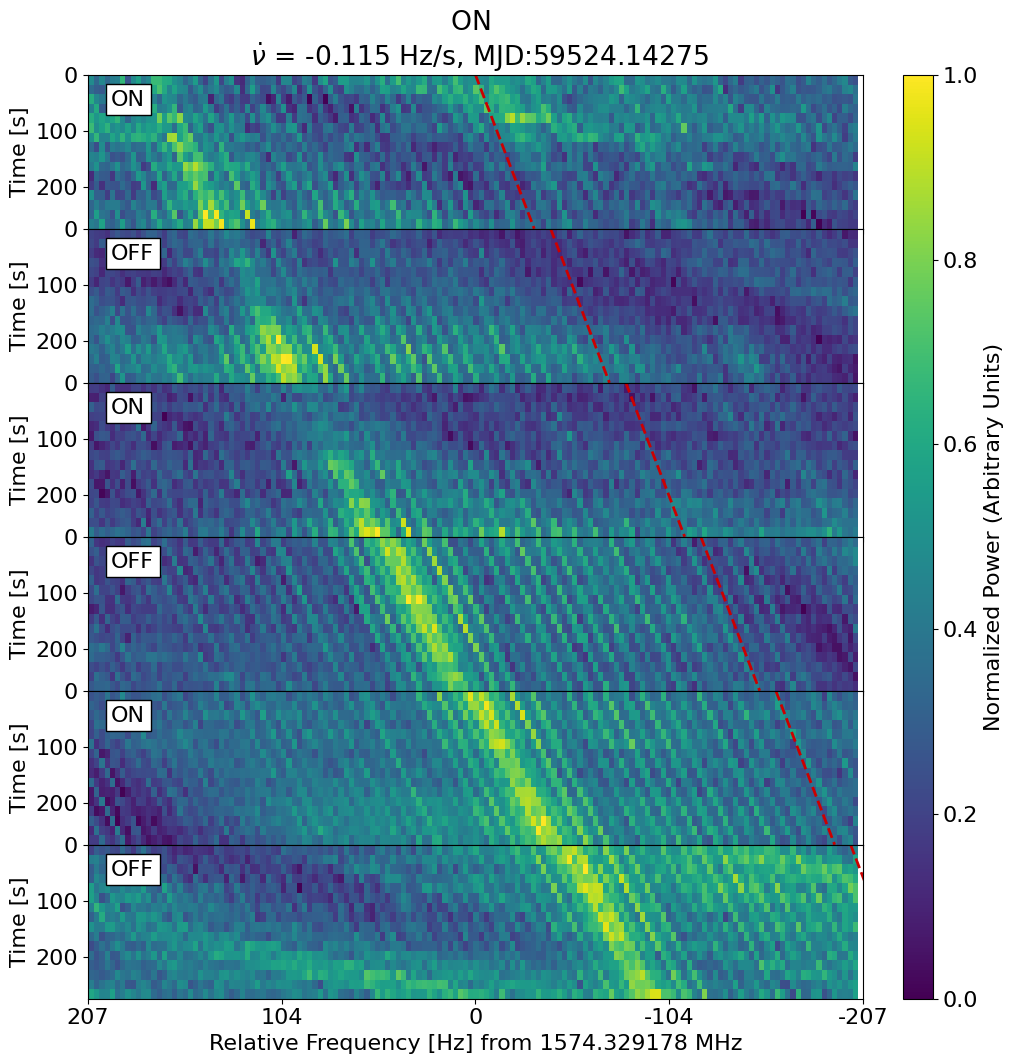 ON
ν̇ = -0.115 Hz/s, MJD:59524.14275
0
ON
100
Time [s]
200
0
OFF
100
Time [s]
200
0
ON
100
Time [s]
200
0
OFF
100
Time [s]
200
0
ON
100
Time [s]
200
0
OFF
100
Time [s]
200
207 104 0 -104 -207
Relative Frequency [Hz] from 1574.329178 MHz
1.0
0.8
0.6
0.4
0.2
0.0
Normalized Power (Arbitrary Units)